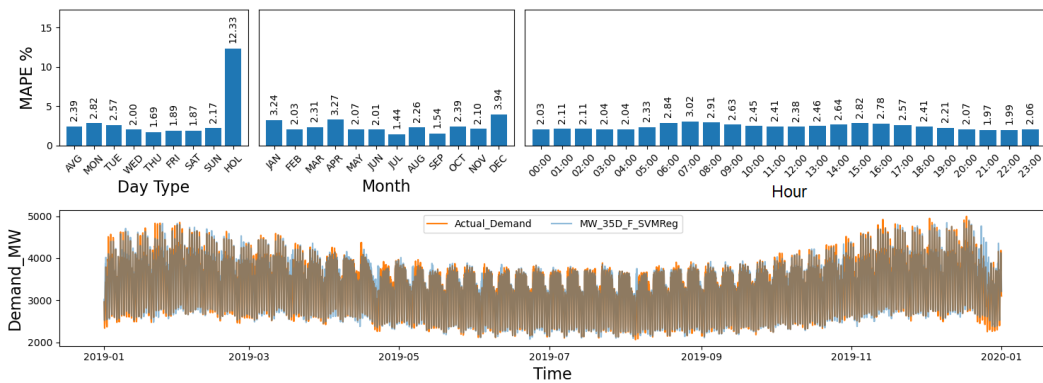 MAPE %
15
10
5
0
2.39 2.82 2.57 2.00 1.69 1.89 1.87 2.17 12.33
AVG MON TUE WED THU FRI SAT SUN HOL
Day Type
3.24 2.03 2.31 3.27 2.07 2.01 1.44 2.26 1.54 2.39 2.10 3.94
JAN FEB MAR APR MAY JUN JUL AUG SEP OCT NOV DEC
Month
2.03 2.11 2.11 2.04 2.04 2.33 2.84 3.02 2.91 2.63 2.45 2.41 2.38 2.46 2.64 2.82 2.78 2.57 2.41 2.21 2.07 1.97 1.99 2.06
00:00 01:00 02:00 03:00 04:00 05:00 06:00 07:00 08:00 09:00 10:00 11:00 12:00 13:00 14:00 15:00 16:00 17:00 18:00 19:00 20:00 21:00 22:00 23:00
Hour
Demand_MW
5000
4000
3000
2000
Actual_Demand MW_35D_F_SVMReg
2019-01 2019-03 2019-05 2019-07 2019-09 2019-11 2020-01
Time